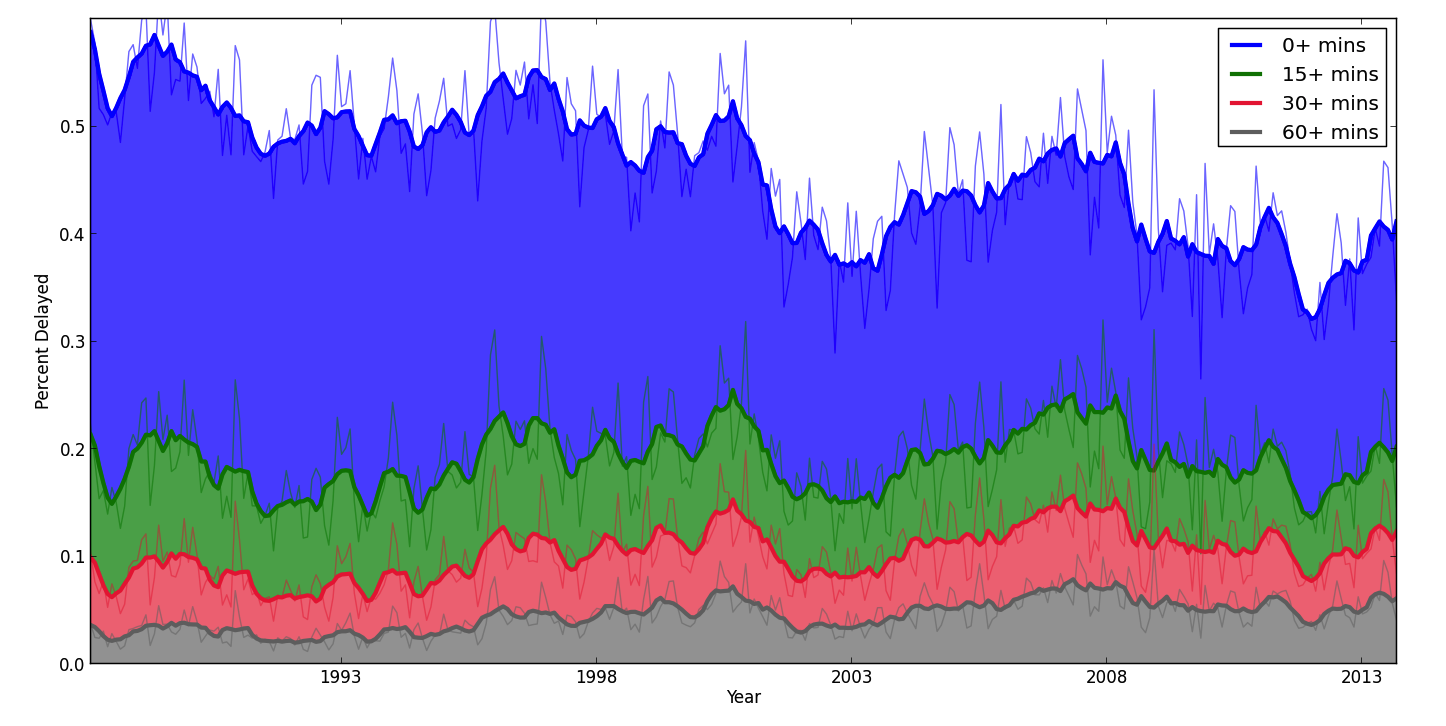 0+ mins
15+ mins
30+ mins
60+ mins
0.5
0.4
0.3
0.2
0.1
0.0
Percent Delayed
1993 1998 2003 2008 2013
Year